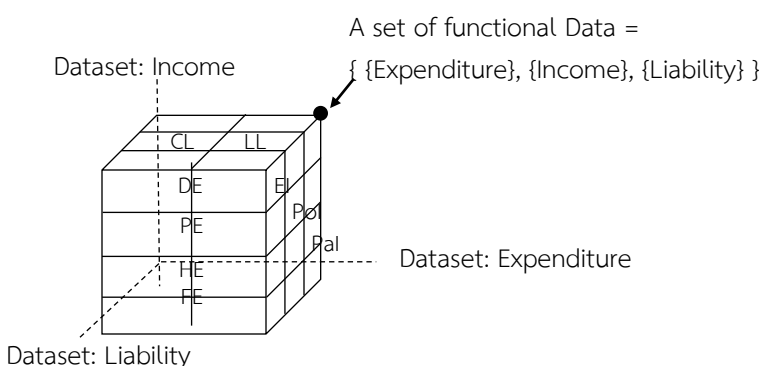 A set of functional Data =
{ {Expenditure}, {Income}, {Liability} }
Dataset: Income
CL LL
DE EI
PE PoI
PaI
HE
FE
Dataset: Expenditure
Dataset: Liability